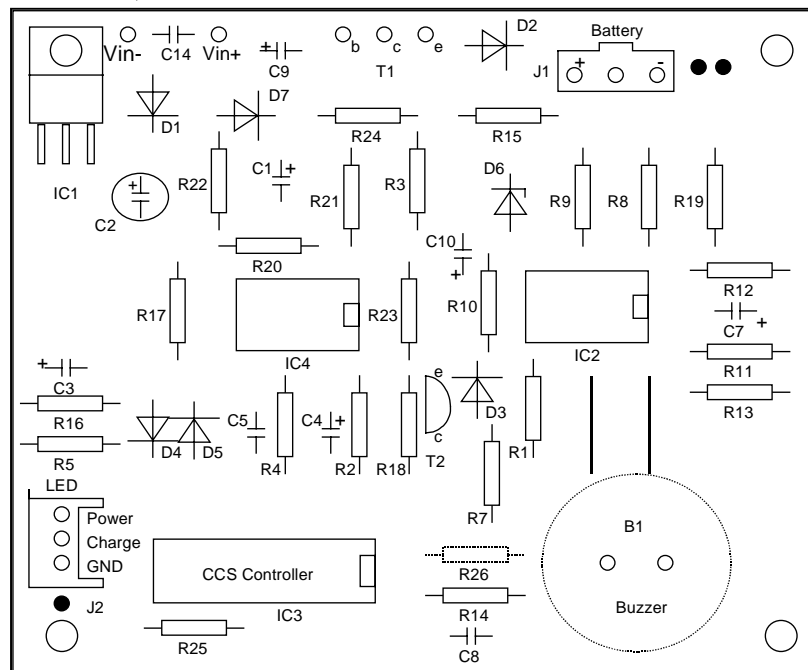 D2
Battery
Vin-
C14
Vin+
+
C9
b
c
e
T1
J1
+
-
D1
D7
R24
R15
IC1
R22
C1
+
R21
R3
D6
R9
R8
R19
+
C2
R20
C10
+
R17
R23
R10
R12
C7
+
IC4
IC2
R11
+
C3
R16
R13
e
c
D3
T2
R5
D4
D5
C5
R4
C4
+
R2
R18
R1
R7
LED
Power
Charge
GND
J2
CCS Controller
IC3
R25
R26
R14
C8
B1
Buzzer